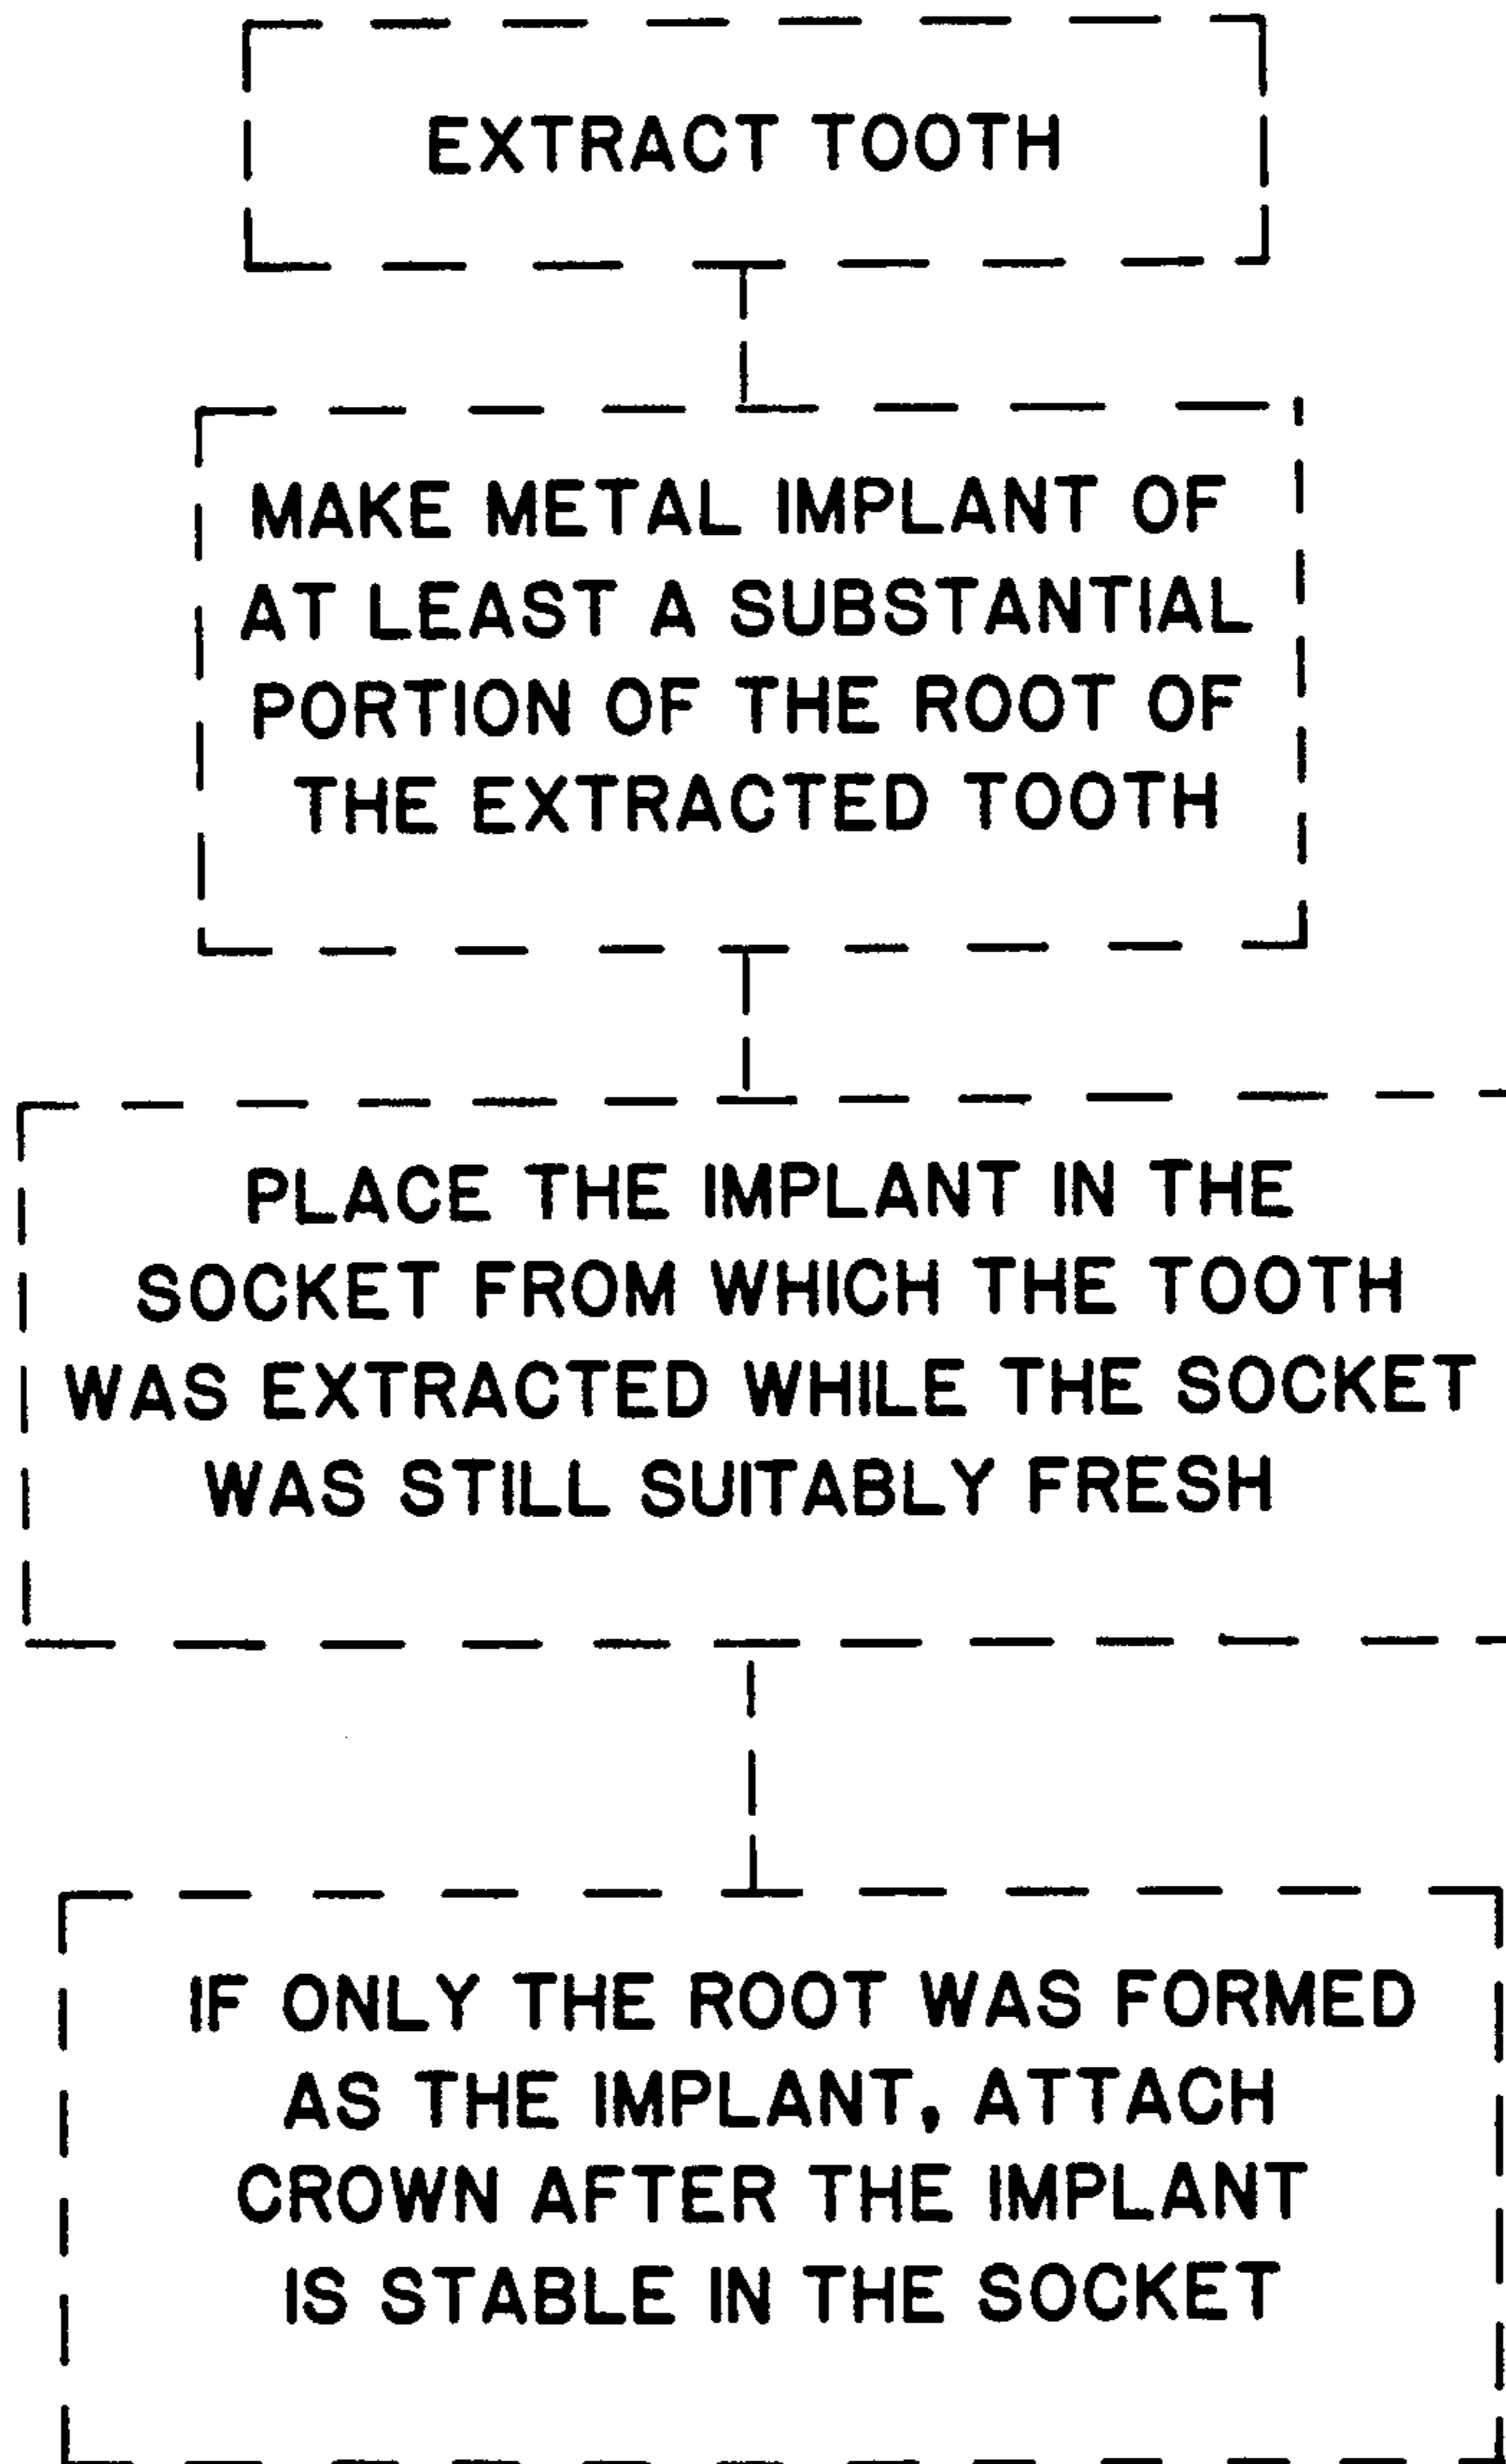 EXTRACT TOOTH
MAKE METAL IMPLANT OF
AT LEAST A SUBSTANTIAL
PORTION OF THE ROOT OF
THE EXTRACTED TOOTH
PLACE THE IMPLANT IN THE
SOCKET FROM WHICH THE TOOTH
WAS EXTRACTED WHILE THE SOCKET
WAS STILL SUITABLY FRESH
IF ONLY THE ROOT WAS FORMED
AS THE IMPLANT, ATTACH
CROWN AFTER THE IMPLANT
IS STABLE IN THE SOCKET